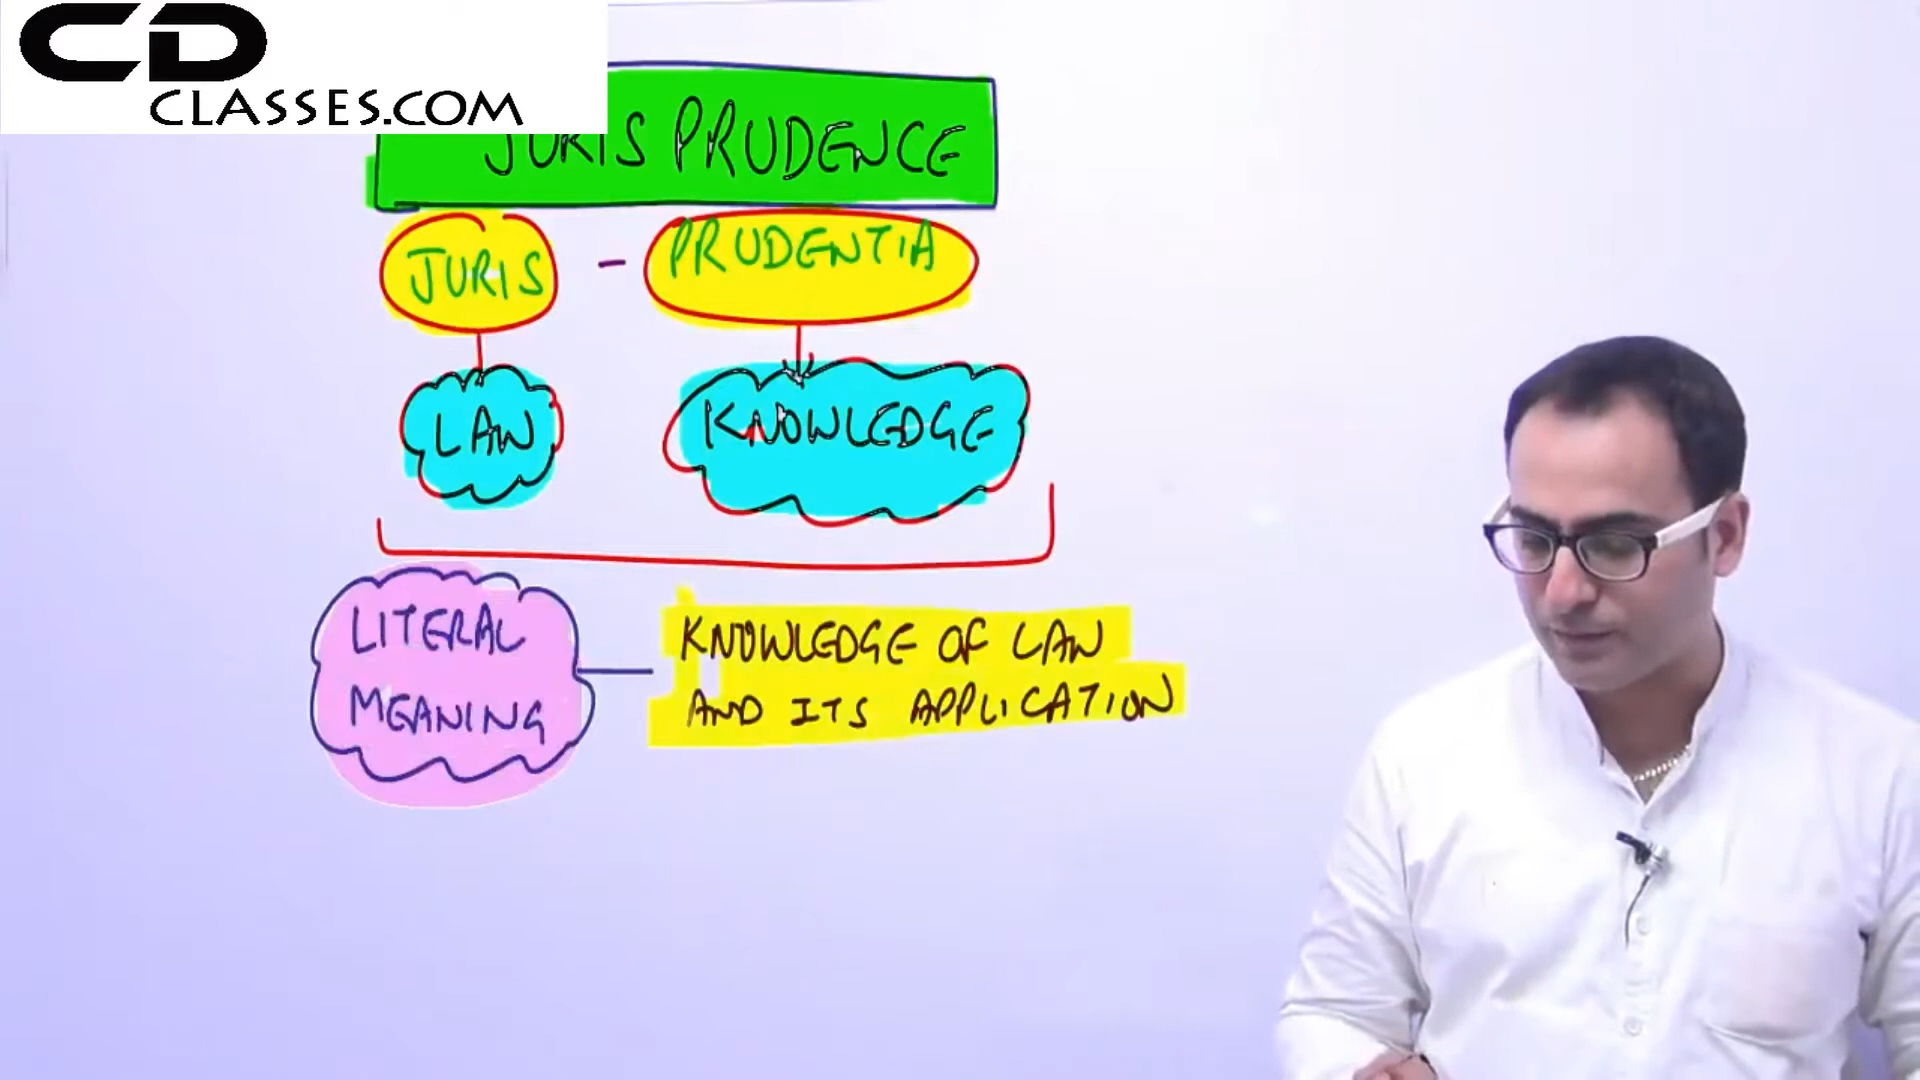 CD
CLASSES.COM
JURIS PRUDENCE
JURIS - PRUDENTIA
LAW KNOWLEDGE
LITERAL KNOWLEDGE OF LAW
MEANING AND ITS APPLICATION